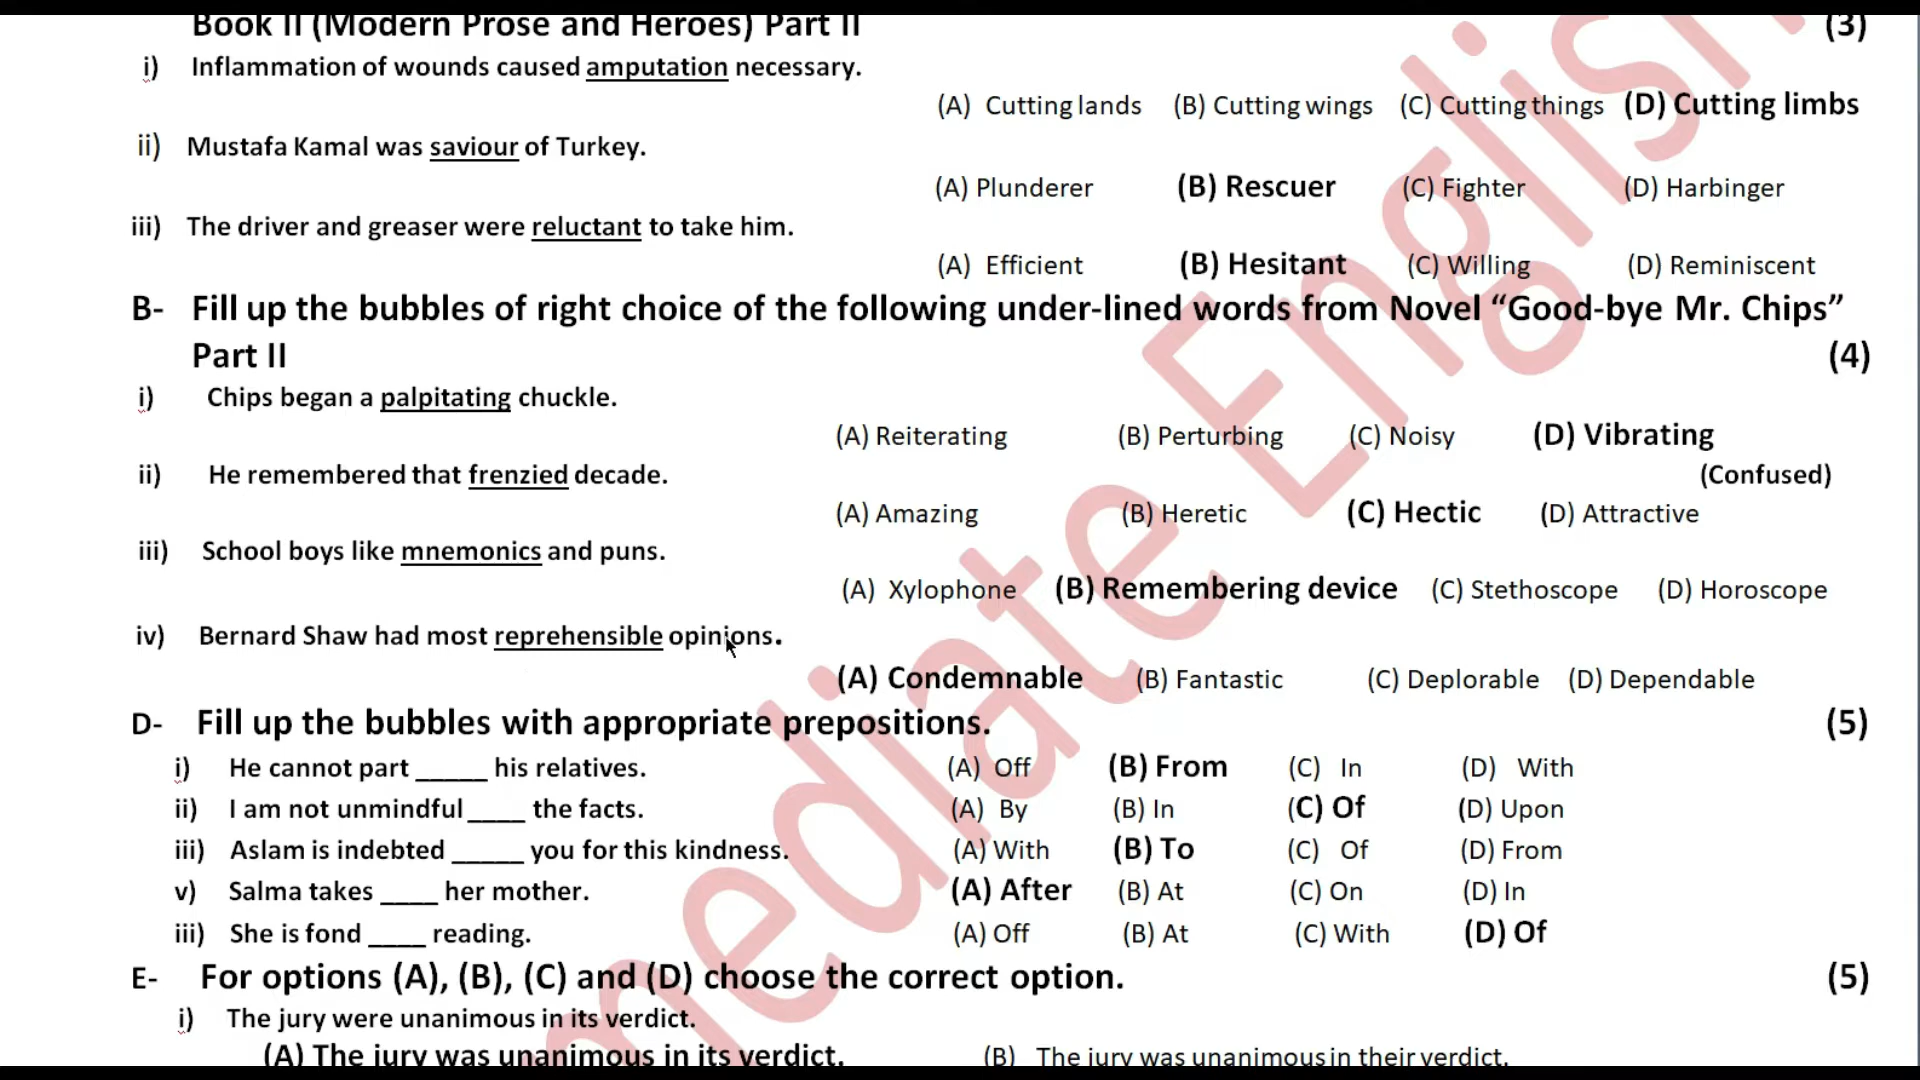 Book II (Modern Prose and Heroes) Part II (3)
i) Inflammation of wounds caused amputation necessary.
(A) Cutting lands (B) Cutting wings (C) Cutting things (D) Cutting limbs
ii) Mustafa Kamal was saviour of Turkey.
(A) Plunderer (B) Rescuer (C) Fighter (D) Harbinger
iii) The driver and greaser were reluctant to take him.
(A) Efficient (B) Hesitant (C) Willing (D) Reminiscent
B- Fill up the bubbles of right choice of the following under-lined words from Novel “Good-bye Mr. Chips”
Part II (4)
i) Chips began a palpitating chuckle.
(A) Reiterating (B) Perturbing (C) Noisy (D) Vibrating
ii) He remembered that frenzied decade. (Confused)
(A) Amazing (B) Heretic (C) Hectic (D) Attractive
iii) School boys like mnemonics and puns.
(A) Xylophone (B) Remembering device (C) Stethoscope (D) Horoscope
iv) Bernard Shaw had most reprehensible opinions.
(A) Condemnable (B) Fantastic (C) Deplorable (D) Dependable
D- Fill up the bubbles with appropriate prepositions. (5)
i) He cannot part _____ his relatives. (A) Off (B) From (C) In (D) With
ii) I am not unmindful ____ the facts. (A) By (B) In (C) Of (D) Upon
iii) Aslam is indebted _____ you for this kindness. (A) With (B) To (C) Of (D) From
v) Salma takes ____ her mother. (A) After (B) At (C) On (D) In
iii) She is fond ____ reading. (A) Off (B) At (C) With (D) Of
E- For options (A), (B), (C) and (D) choose the correct option. (5)
i) The jury were unanimous in its verdict.
(A) The jury was unanimous in its verdict. (B) The jury was unanimous in their verdict.
mediate English